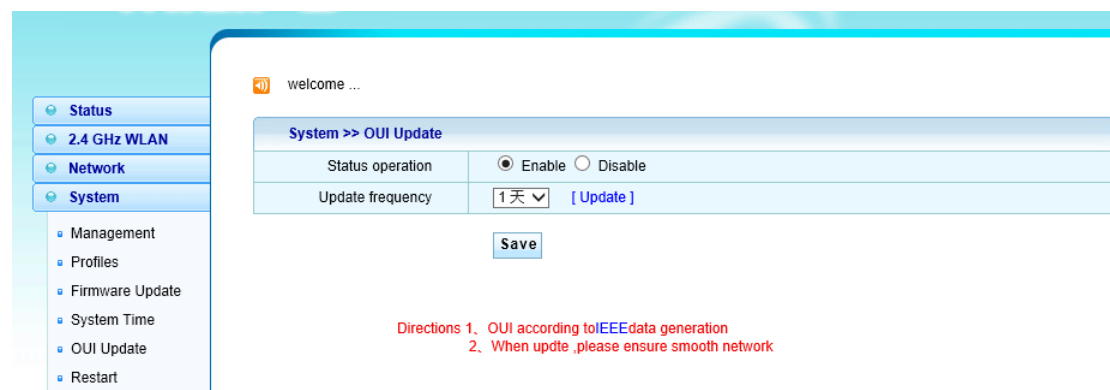 welcome ...
Status
2.4 GHz WLAN
Network
System
Management
Profiles
Firmware Update
System Time
OUI Update
Restart
System >> OUI Update
Status operation Enable Disable
Update frequency 1 天 [ Update ]
Save
Directions 1、OUI according toIEEEdata generation
2、When updte ,please ensure smooth network